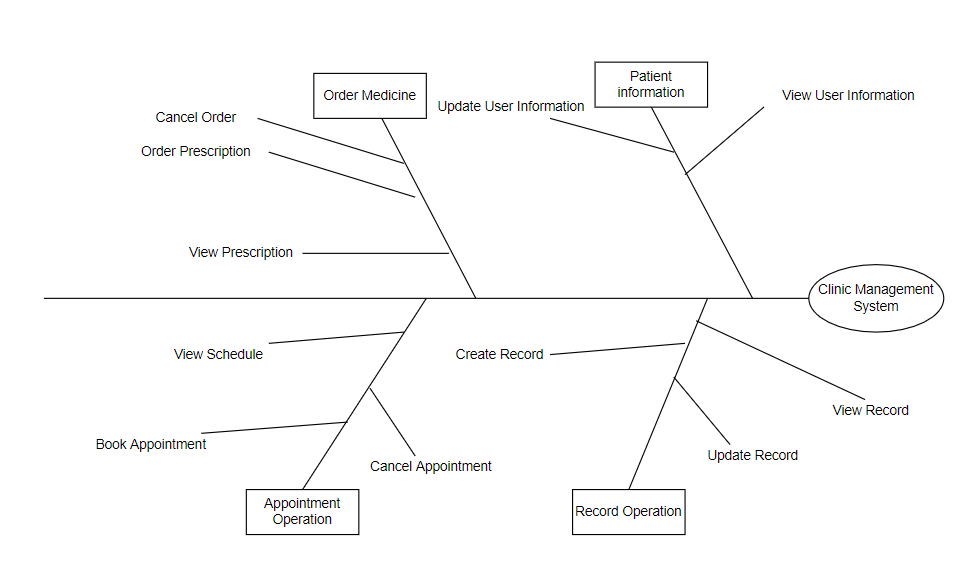 Patient
information
Order Medicine
View User Information
Update User Information
Cancel Order
Order Prescription
View Prescription
Clinic Management
System
View Schedule
Create Record
View Record
Book Appointment
Update Record
Cancel Appointment
Appointment
Operation
Record Operation